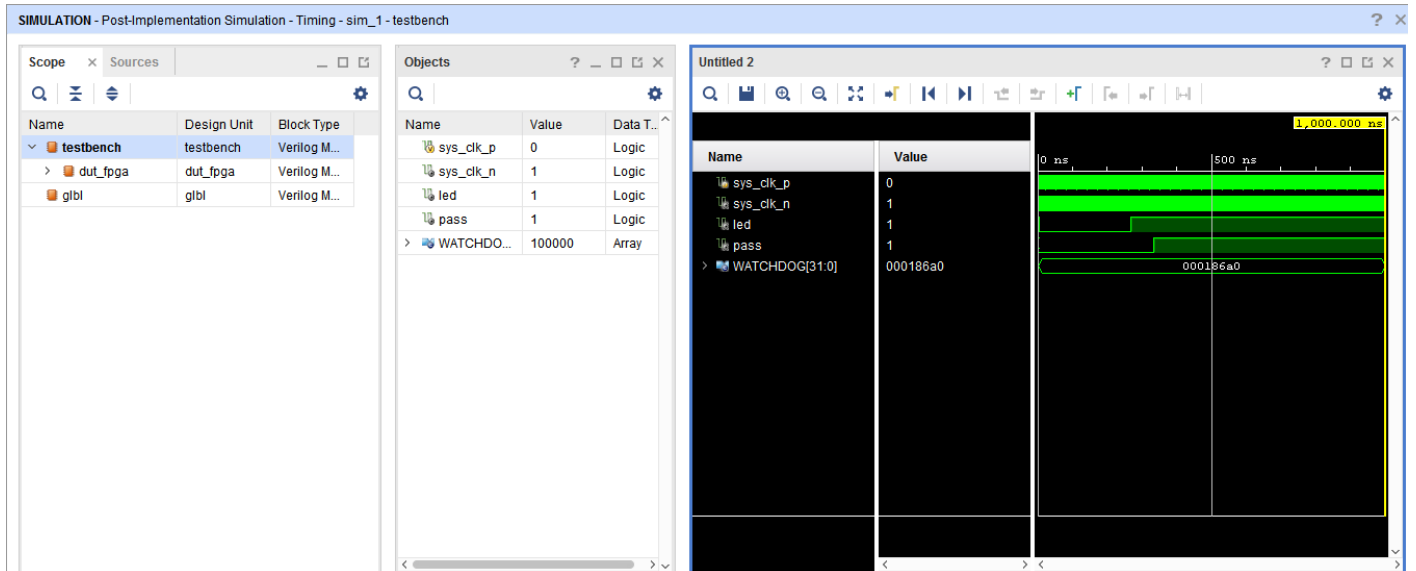 SIMULATION - Post-Implementation Simulation - Timing - sim_1 - testbench
Scope Sources
Name Design Unit Block Type
testbench testbench Verilog M...
dut_fpga dut_fpga Verilog M...
glbl glbl Verilog M...
Objects
Name Value Data T...
sys_clk_p 0 Logic
sys_clk_n 1 Logic
led 1 Logic
pass 1 Logic
WATCHDO... 100000 Array
Untitled 2
1,000.000 ns
Name Value 0 ns 500 ns
sys_clk_p 0
sys_clk_n 1
led 1
pass 1
WATCHDOG[31:0] 000186a0 000186a0